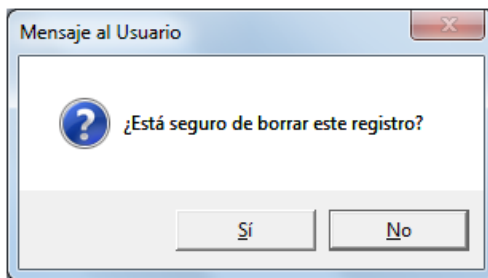 Mensaje al Usuario
¿Está seguro de borrar este registro?
Sí
No